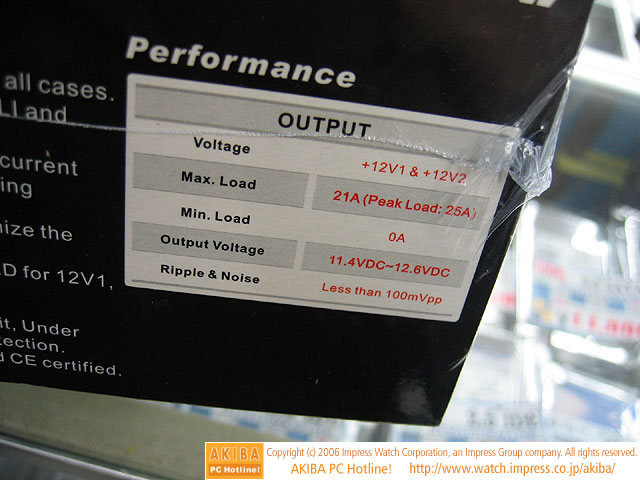 Performance
all cases.
LI and
current
ing
nize the
D for 12V1,
it, Under
tection.
d CE certified.
OUTPUT
Voltage +12V1 & +12V2
Max. Load 21A (Peak Load: 25A)
Min. Load 0A
Output Voltage 11.4VDC~12.6VDC
Ripple & Noise Less than 100mVpp
AKIBA
PC Hotline!
Copyright (c) 2006 Impress Watch Corporation, an Impress Group company. All rights reserved.
AKIBA PC Hotline! http://www.watch.impress.co.jp/akiba/